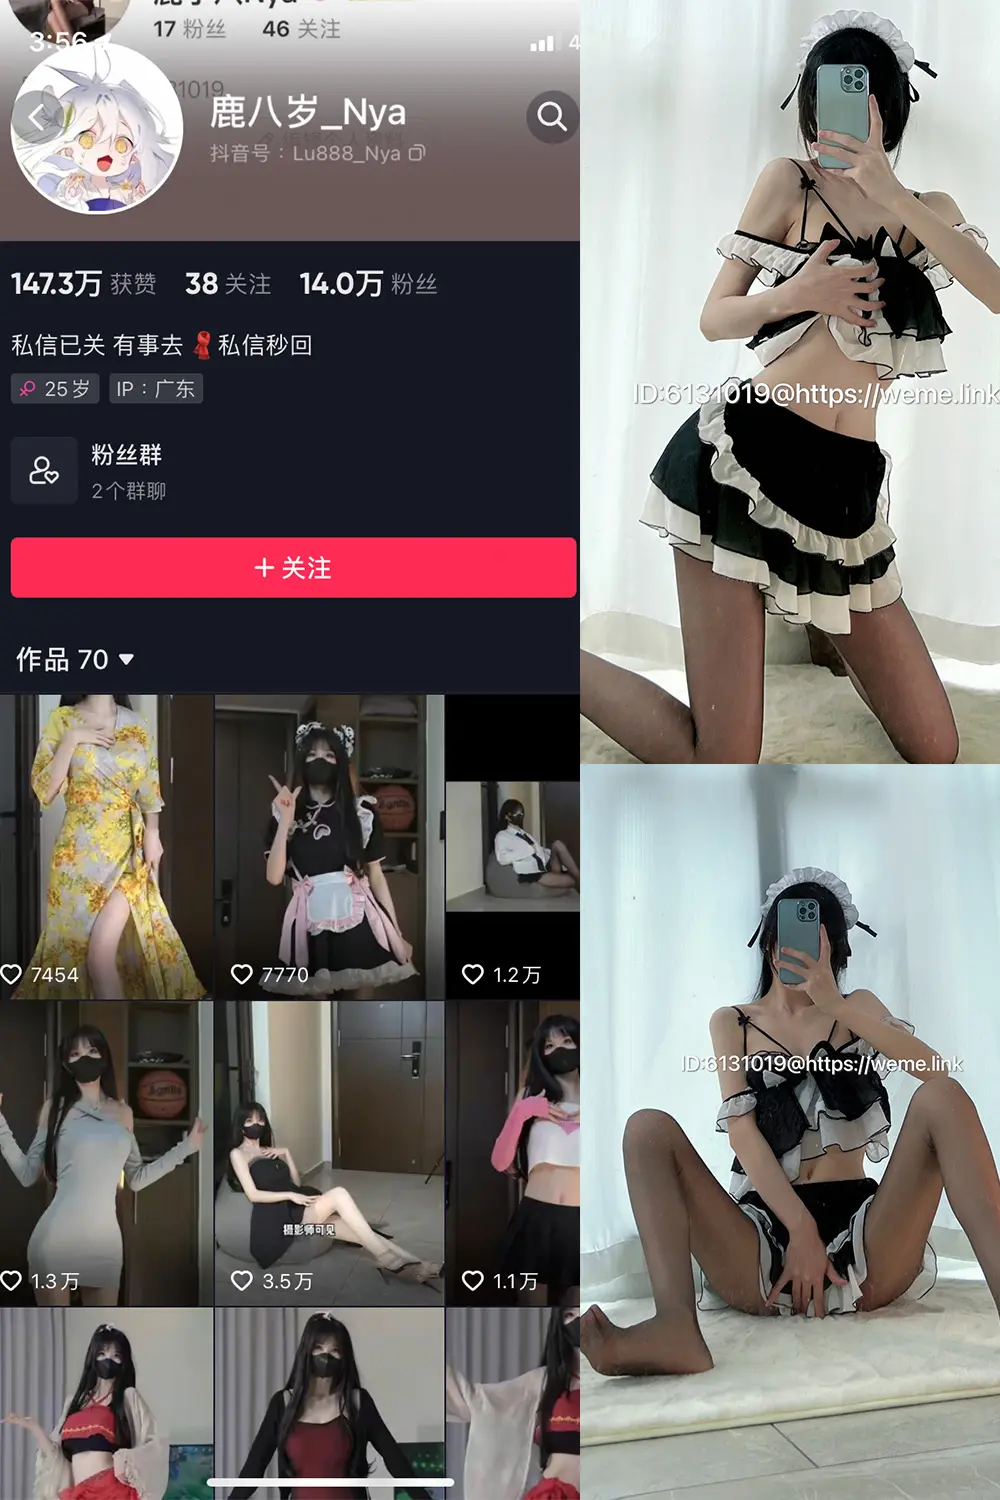 17 粉丝 46 关注
3:56
1019
鹿八岁_Nya
抖音号：Lu888_Nya
147.3万 获赞 38 关注 14.0万 粉丝
私信已关 有事去 私信秒回
25岁 IP：广东
粉丝群
2个群聊
+ 关注
作品 70
7454
7770
1.2万
1.3万
摄影师可见
3.5万
1.1万
ID:6131019@https://weme.link
ID:6131019@https://weme.link